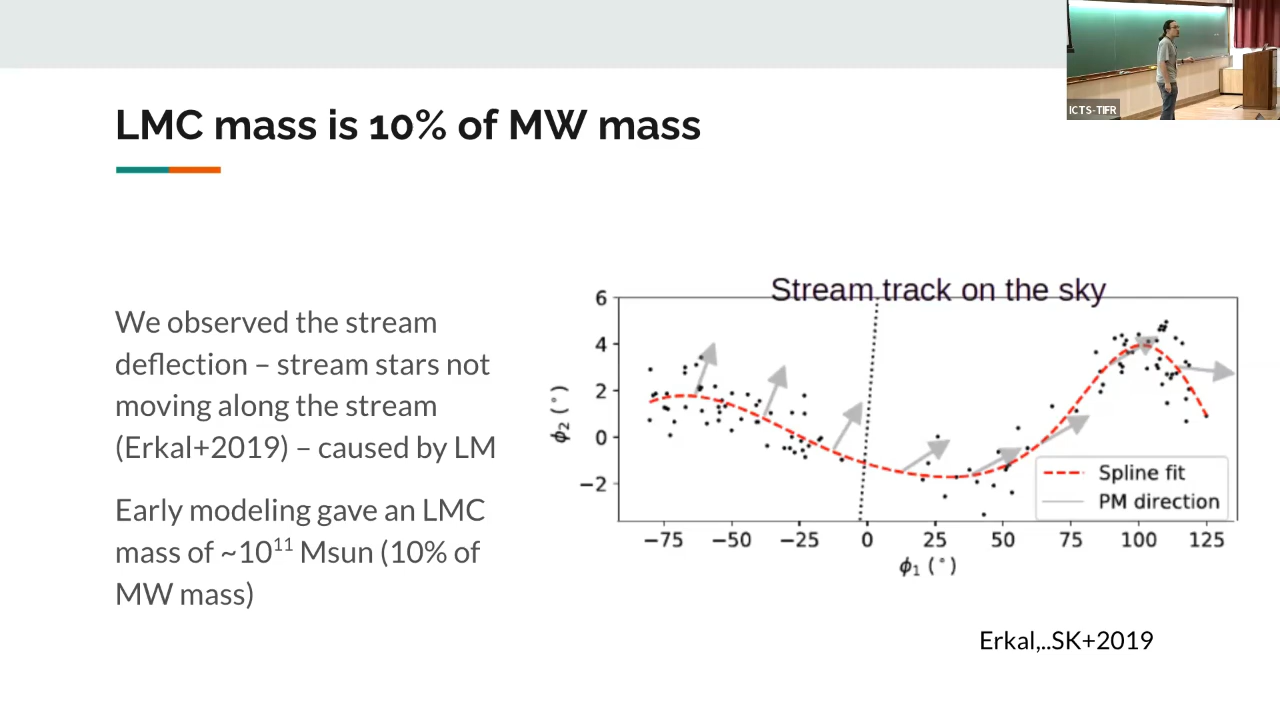 ICTS-TIFR
LMC mass is 10% of MW mass
We observed the stream
deflection – stream stars not
moving along the stream
(Erkal+2019) – caused by LM
Early modeling gave an LMC
mass of ~10¹¹ Msun (10% of
MW mass)
Stream track on the sky
6
4
2
0
−2
ϕ₂ (°)
Spline fit
PM direction
−75 −50 −25 0 25 50 75 100 125
ϕ₁ (°)
Erkal,..SK+2019